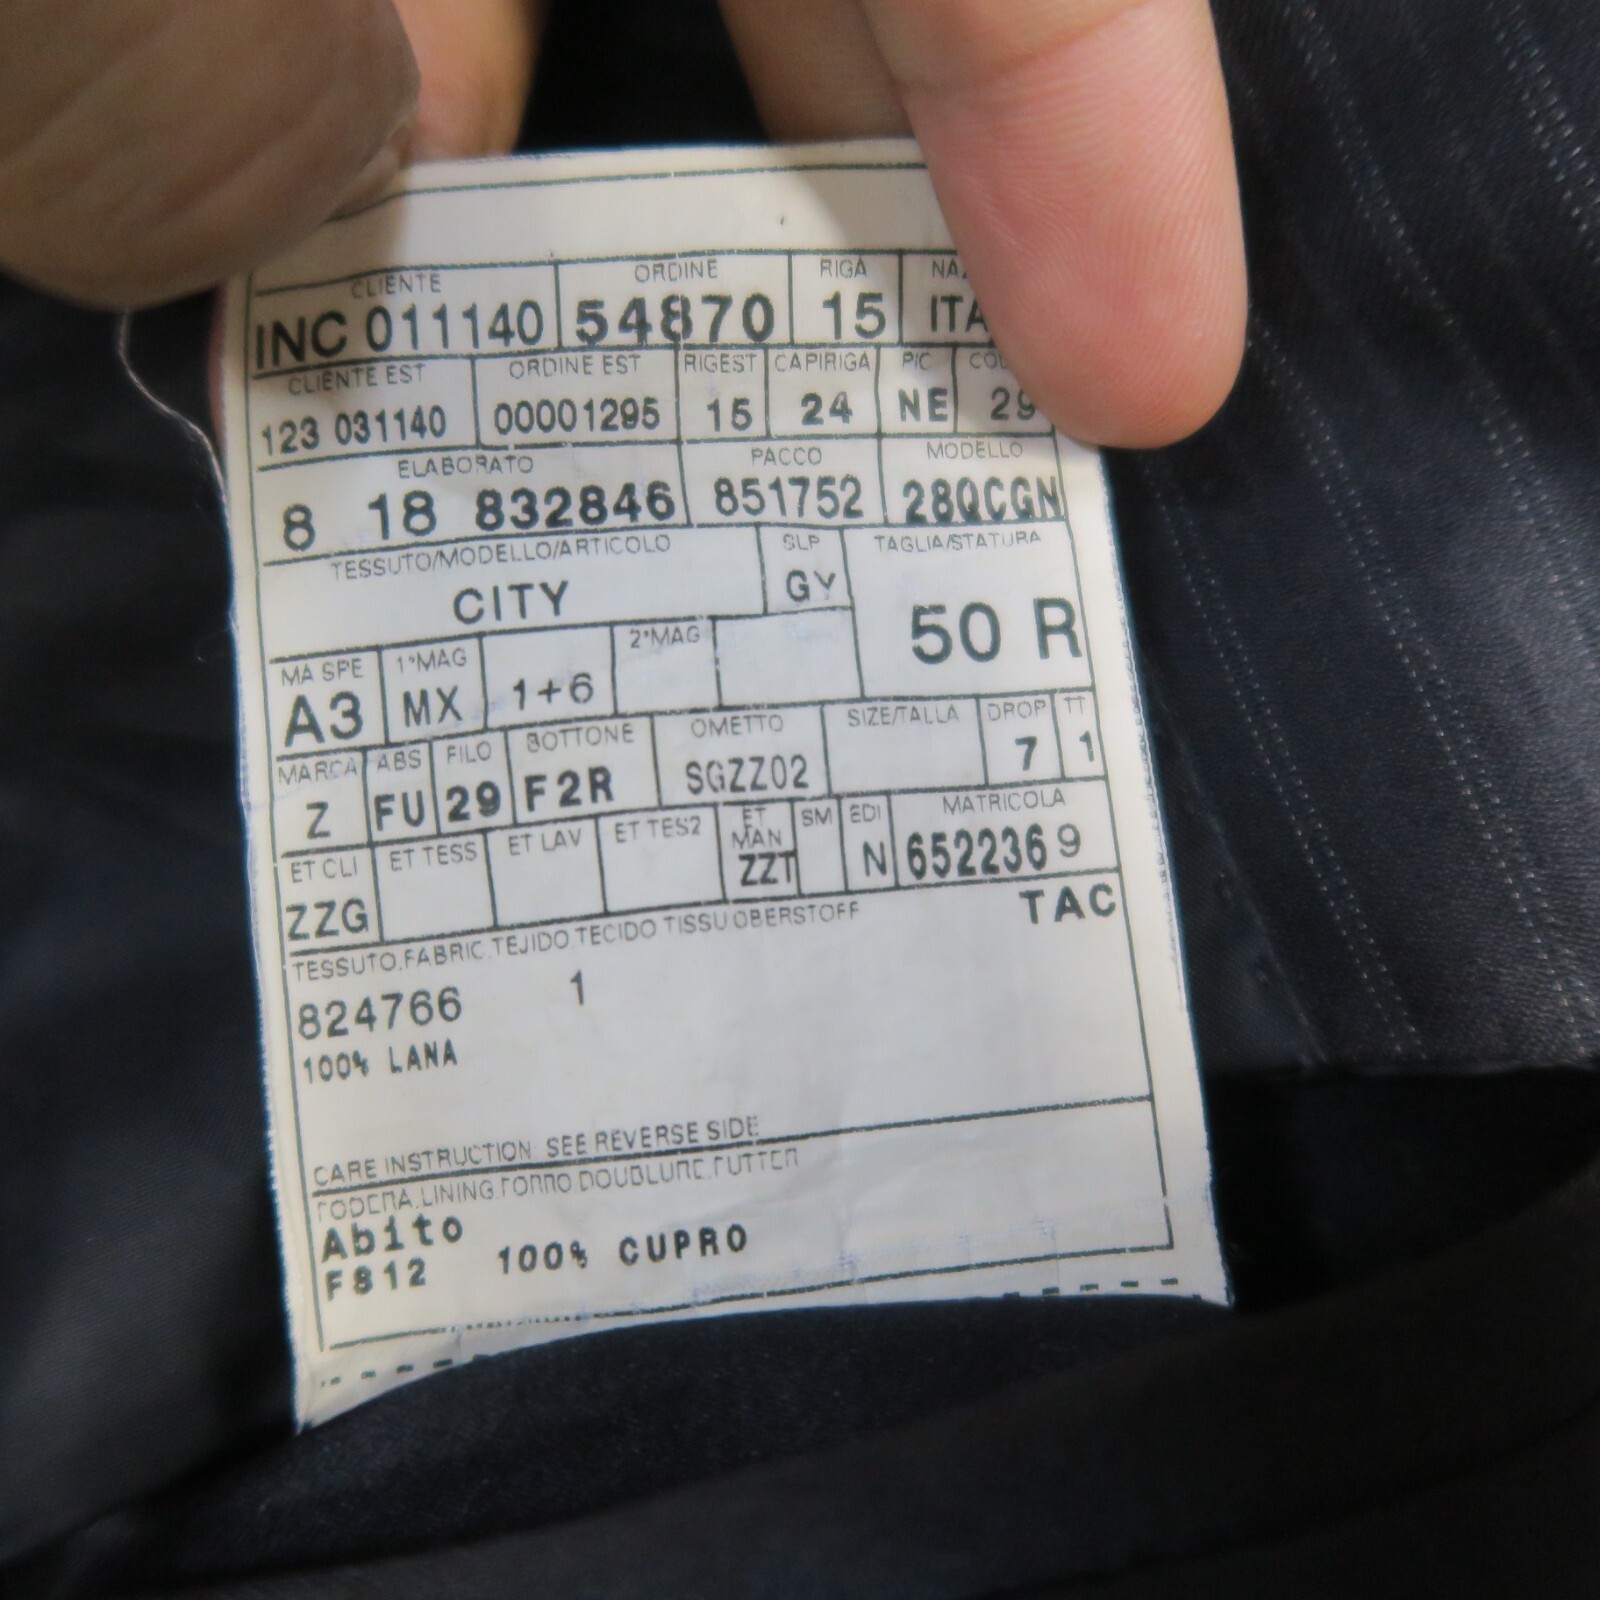 CLIENTE ORDINE RIGA
INC 011140 54870 15 ITA
CLIENTE EST ORDINE EST RIGEST CAPIRIGA PIC
123 031140 00001295 15 24 NE 29
ELABORATO PACCO MODELLO
8 18 832846 851752 28QCGN
TESSUTO/MODELLO/ARTICOLO SLP TAGLIA/STATURA
CITY GY 50 R
MA SPE 1°MAG 2°MAG
A3 MX 1+6
MARCA ABS FILO BOTTONE OMETTO SIZE/TALLA DROP TT
Z FU 29 F2R SGZZ02 7 1
ET CLI ET TESS ET LAV ET TES2 ET MAN SM EDI MATRICOLA
ZZG ZZT N 6522369
TESSUTO.FABRIC.TEJIDO.TECIDO.TISSU.OBERSTOFF TAC
824766 1
100% LANA
CARE INSTRUCTION: SEE REVERSE SIDE
FODERA.LINING.FORRO.DOUBLURE.FUTTER
Abito
F812 100% CUPRO